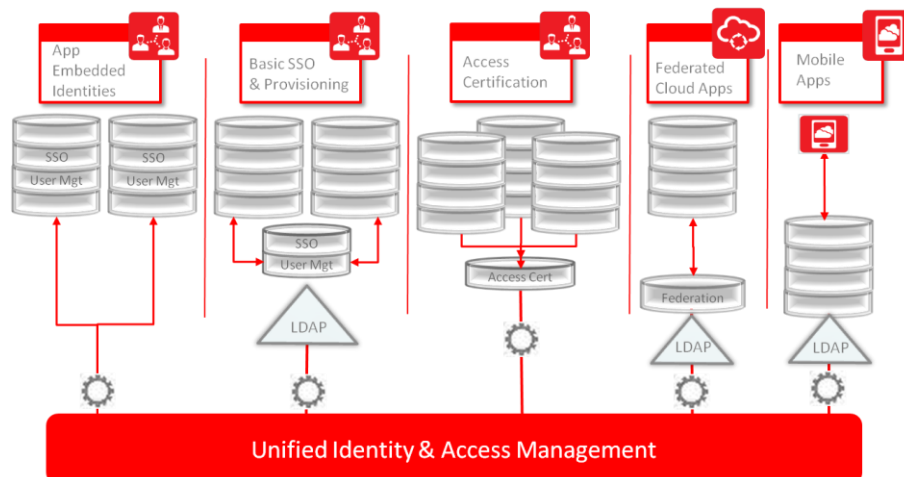 App
Embedded
Identities
Basic SSO
& Provisioning
Access
Certification
Federated
Cloud Apps
Mobile
Apps
SSO
User Mgt
SSO
User Mgt
SSO
User Mgt
Access Cert
Federation
LDAP
LDAP
LDAP
Unified Identity & Access Management